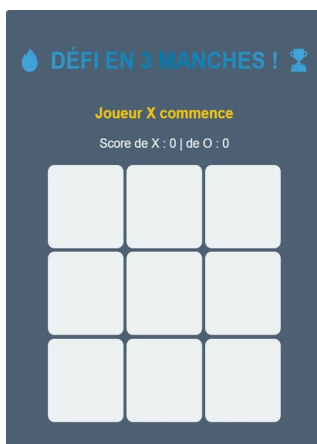 DÉFI EN 3 MANCHES !
Joueur X commence
Score de X : 0 | de O : 0